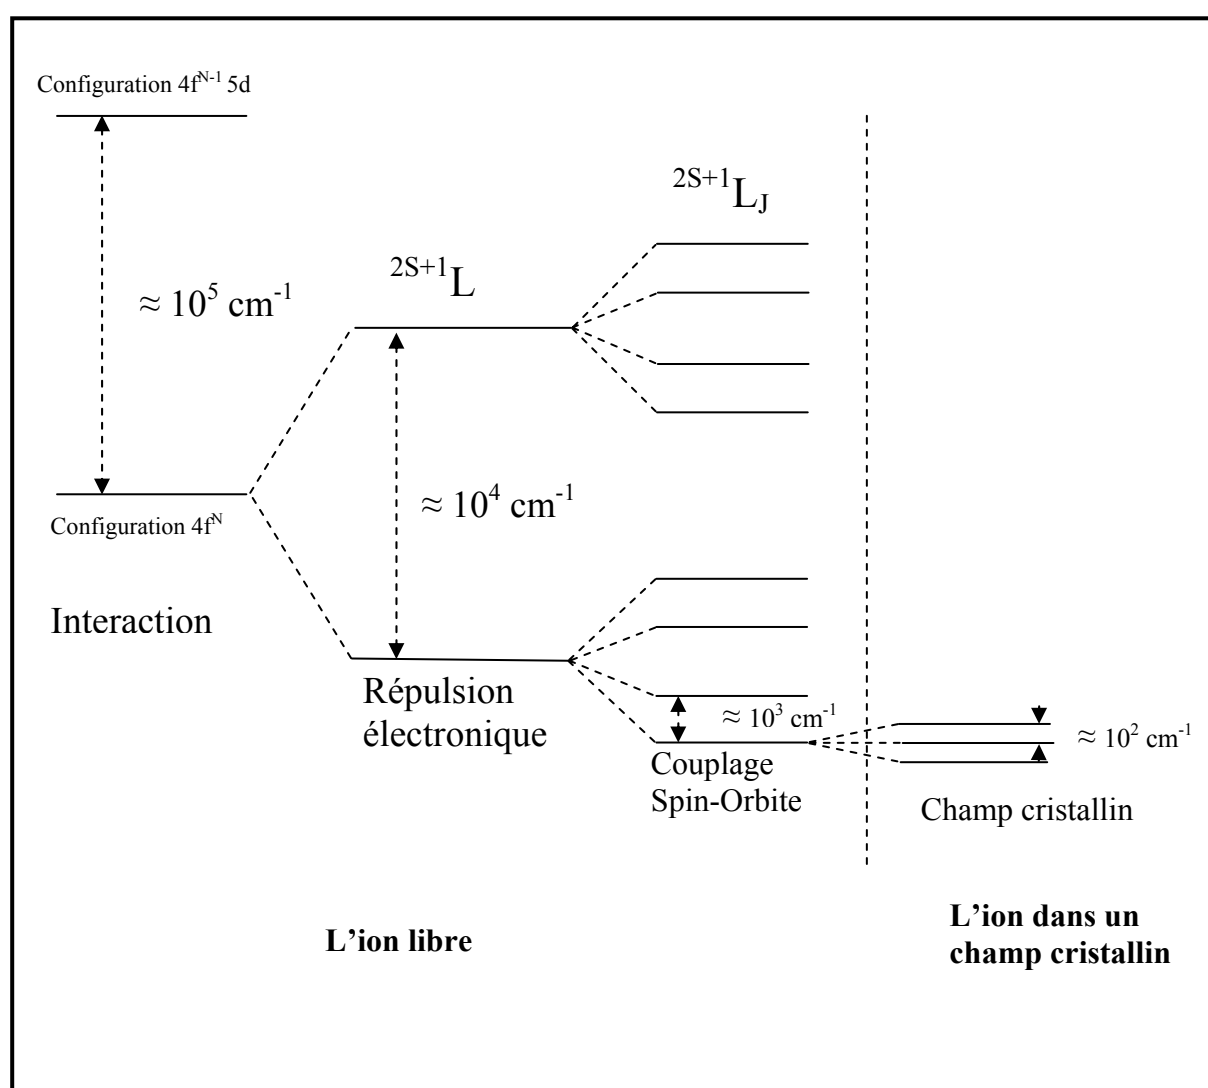 Configuration 4f^N-1 5d
^2S+1L_J
^2S+1L
≈ 10^5 cm^-1
≈ 10^4 cm^-1
Configuration 4f^N
Interaction
Répulsion
électronique
≈ 10^3 cm^-1
≈ 10^2 cm^-1
Couplage
Spin-Orbite
Champ cristallin
L'ion libre
L'ion dans un
champ cristallin